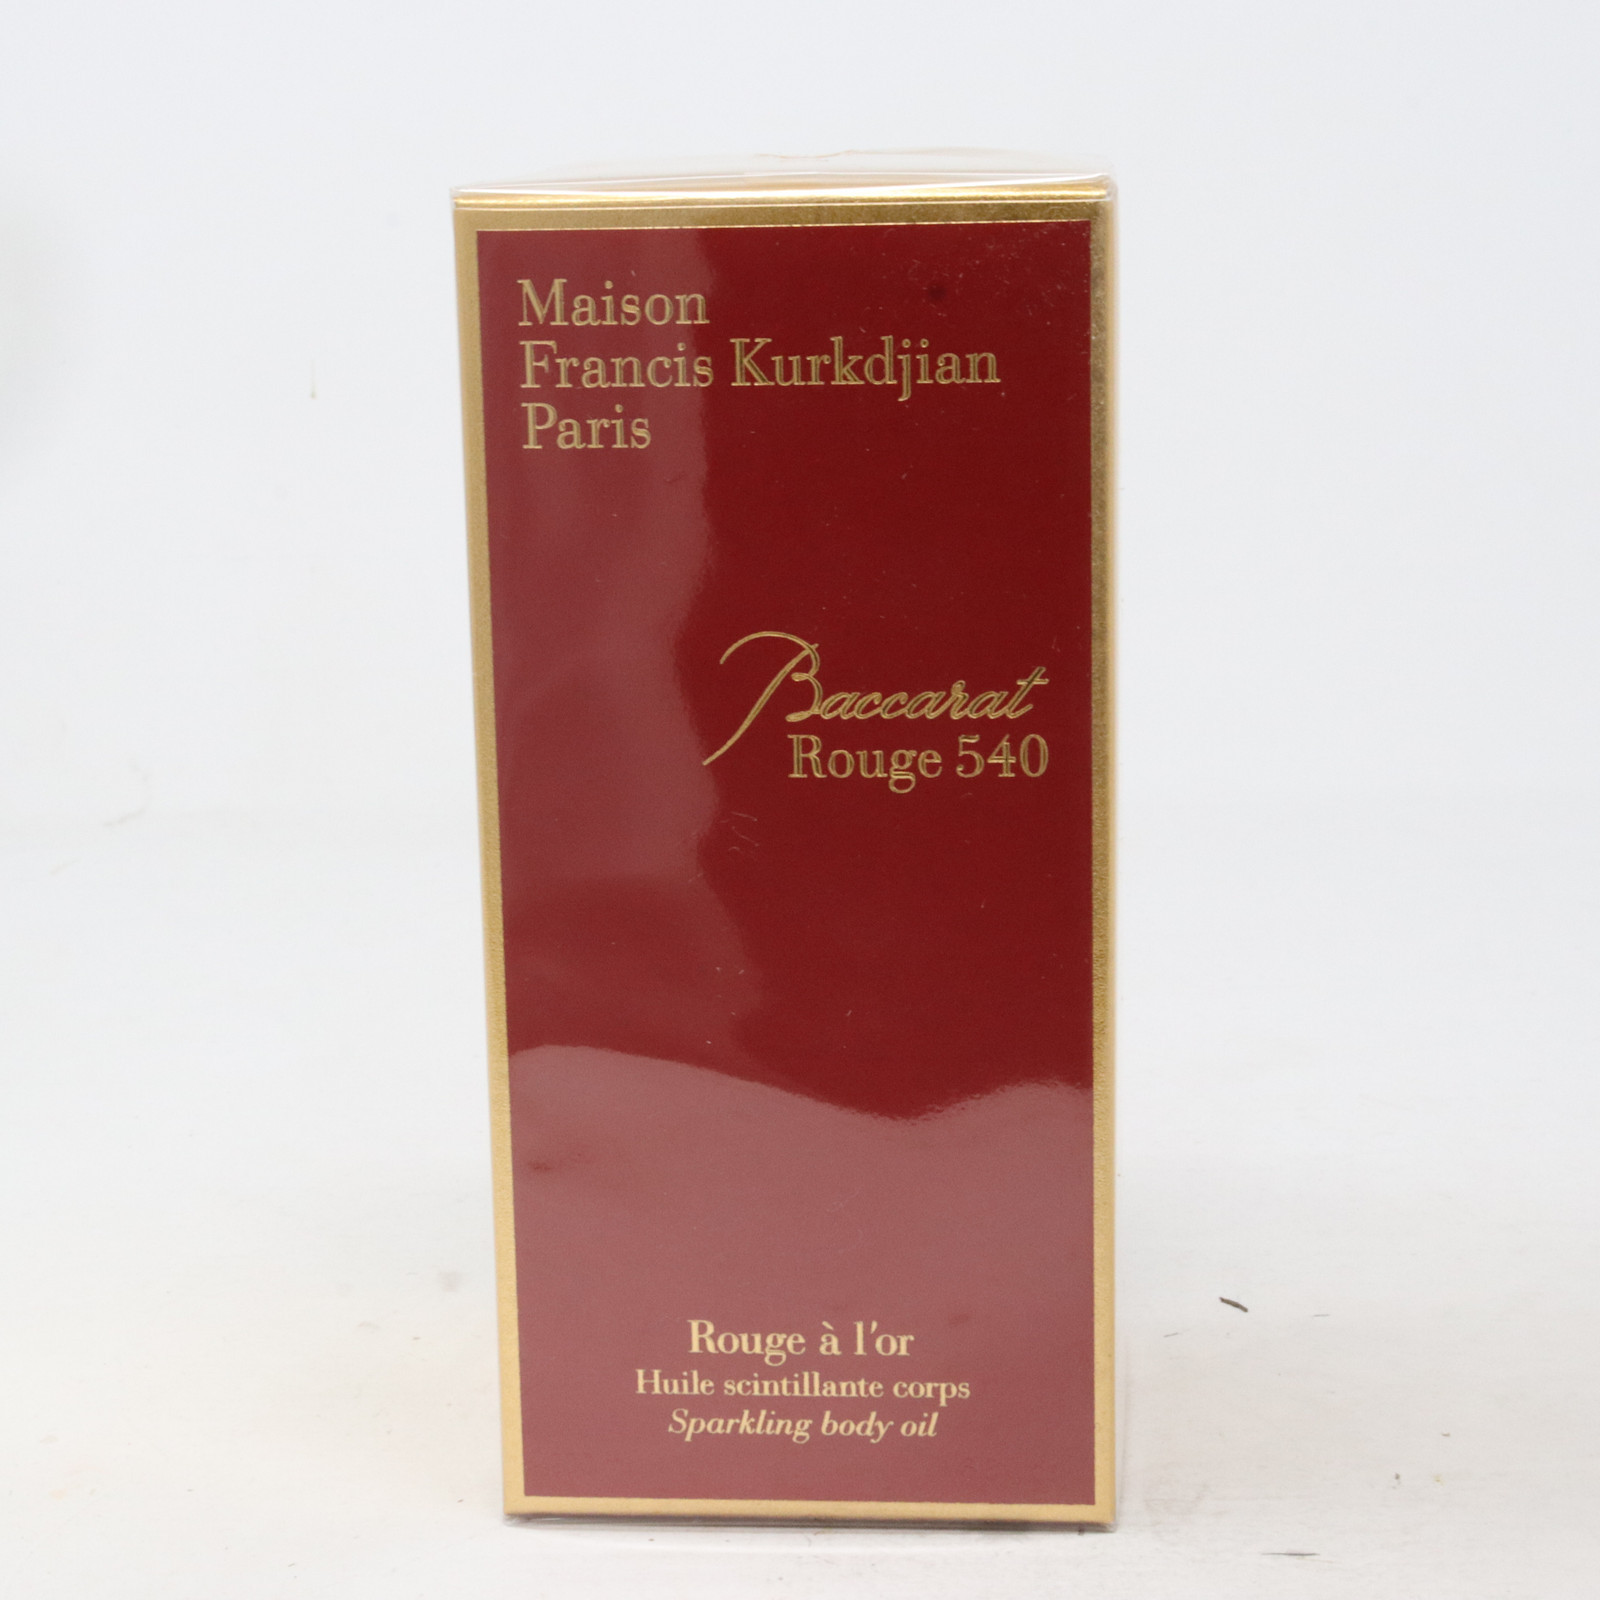 Maison
Francis Kurkdjian
Paris
Baccarat
Rouge 540
Rouge à l'or
Huile scintillante corps
Sparkling body oil